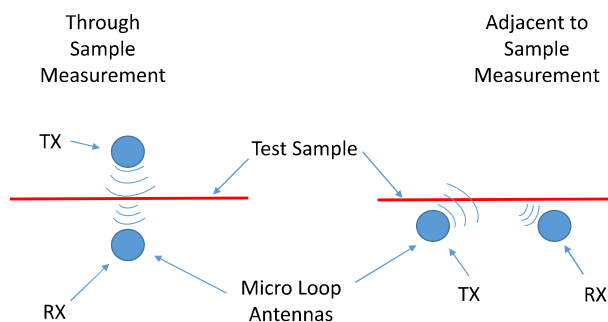 Through
Sample
Measurement
Adjacent to
Sample
Measurement
TX
Test Sample
RX
Micro Loop
Antennas
TX
RX